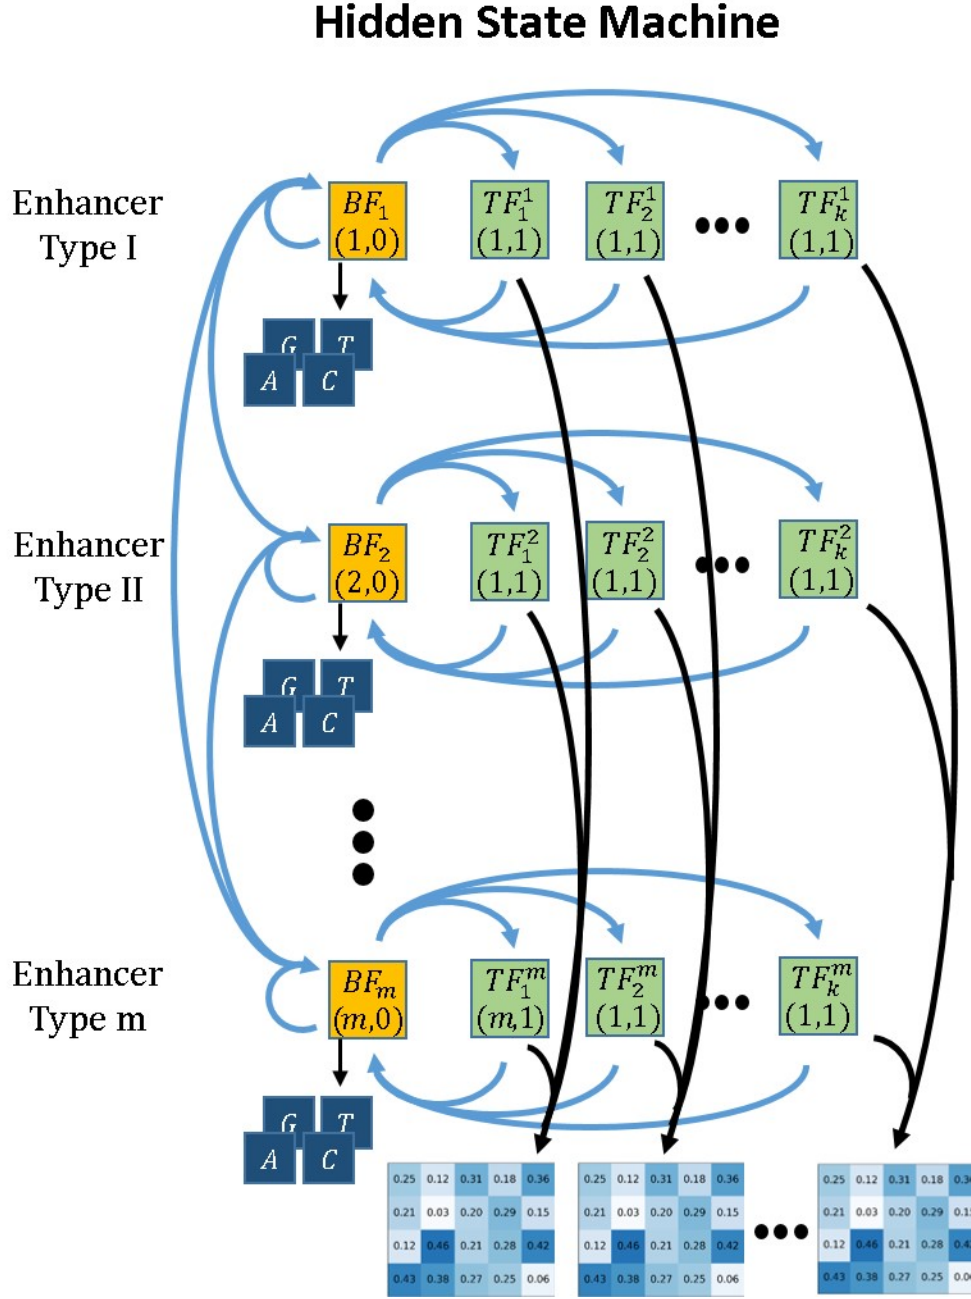 Hidden State Machine
Enhancer
Type I
BF₁
(1,0)
TF₁¹
(1,1)
TF₂¹
(1,1)
TFₖ¹
(1,1)
G T
A C
Enhancer
Type II
BF₂
(2,0)
TF₁²
(1,1)
TF₂²
(1,1)
TFₖ²
(1,1)
G T
A C
Enhancer
Type m
BFₘ
(m,0)
TF₁ᵐ
(m,1)
TF₂ᵐ
(1,1)
TFₖᵐ
(1,1)
G T
A C
0.25 0.12 0.31 0.18 0.36
0.21 0.03 0.20 0.29 0.15
0.12 0.46 0.21 0.28 0.42
0.43 0.38 0.27 0.25 0.06
0.25 0.12 0.31 0.18 0.36
0.21 0.03 0.20 0.29 0.15
0.12 0.46 0.21 0.28 0.42
0.43 0.38 0.27 0.25 0.06
0.25 0.12 0.31 0.18
0.21 0.03 0.20 0.29
0.12 0.46 0.21 0.28
0.43 0.38 0.27 0.25